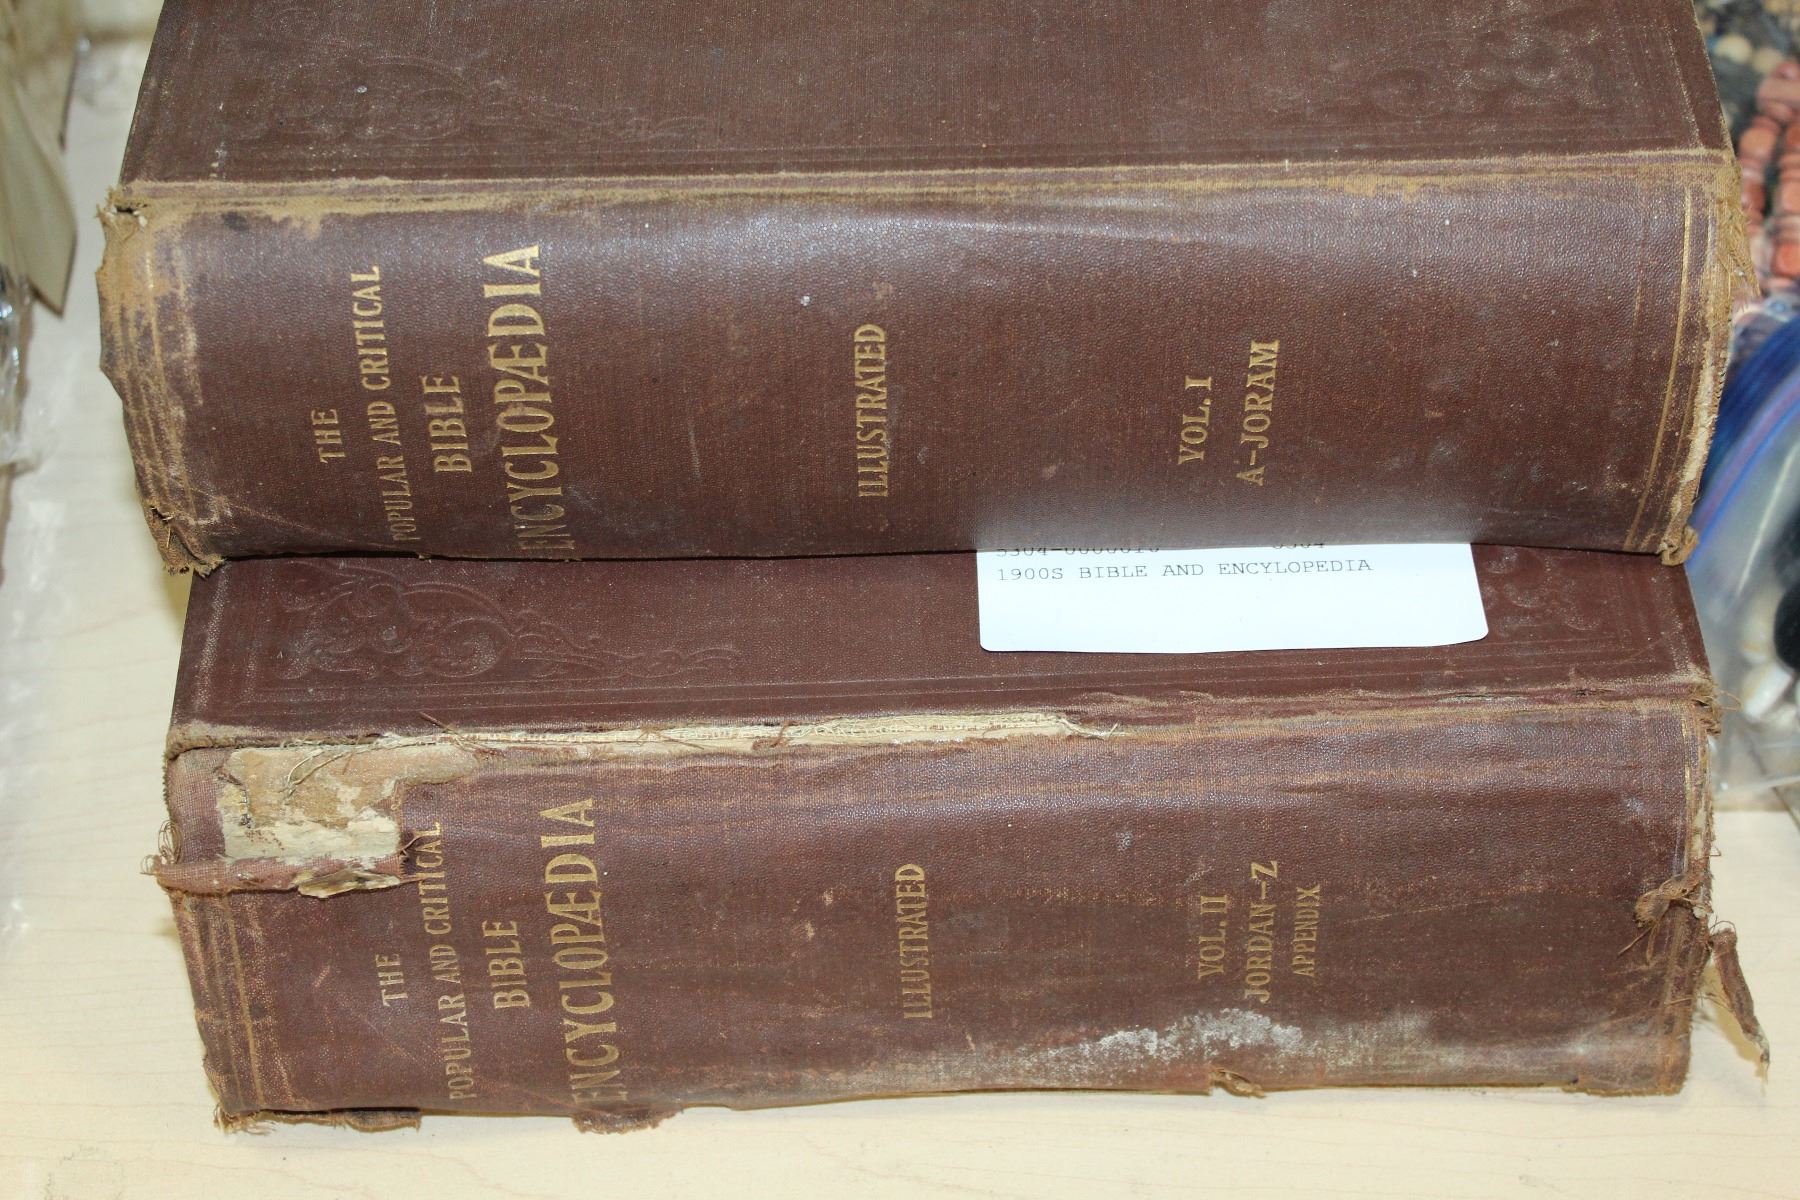 THE
POPULAR AND CRITICAL
BIBLE
ENCYCLOPÆDIA
ILLUSTRATED
VOL. I
A-JORAM
1900S BIBLE AND ENCYLOPEDIA
THE
POPULAR AND CRITICAL
BIBLE
ENCYCLOPÆDIA
ILLUSTRATED
VOL. II
JORDAN-Z
APPENDIX